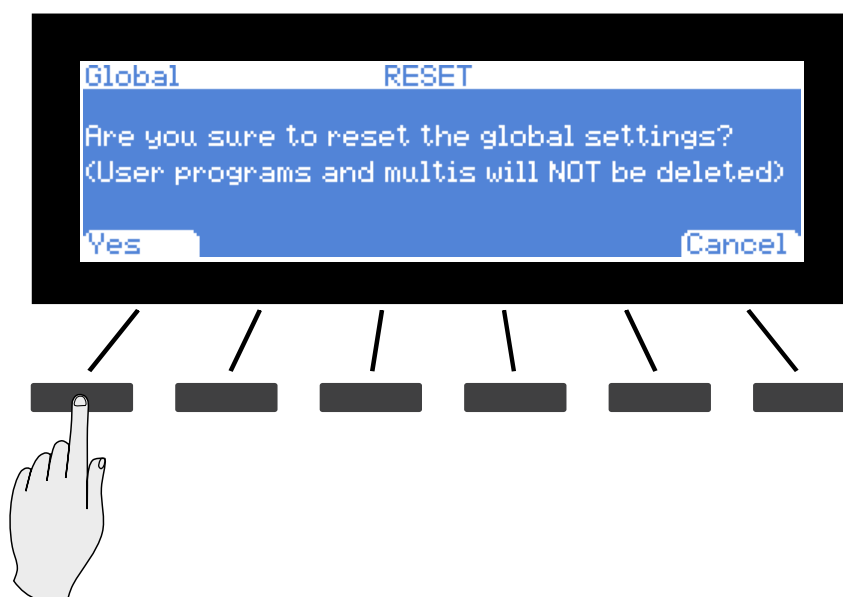 Global RESET
Are you sure to reset the global settings?
(User programs and multis will NOT be deleted)
Yes Cancel